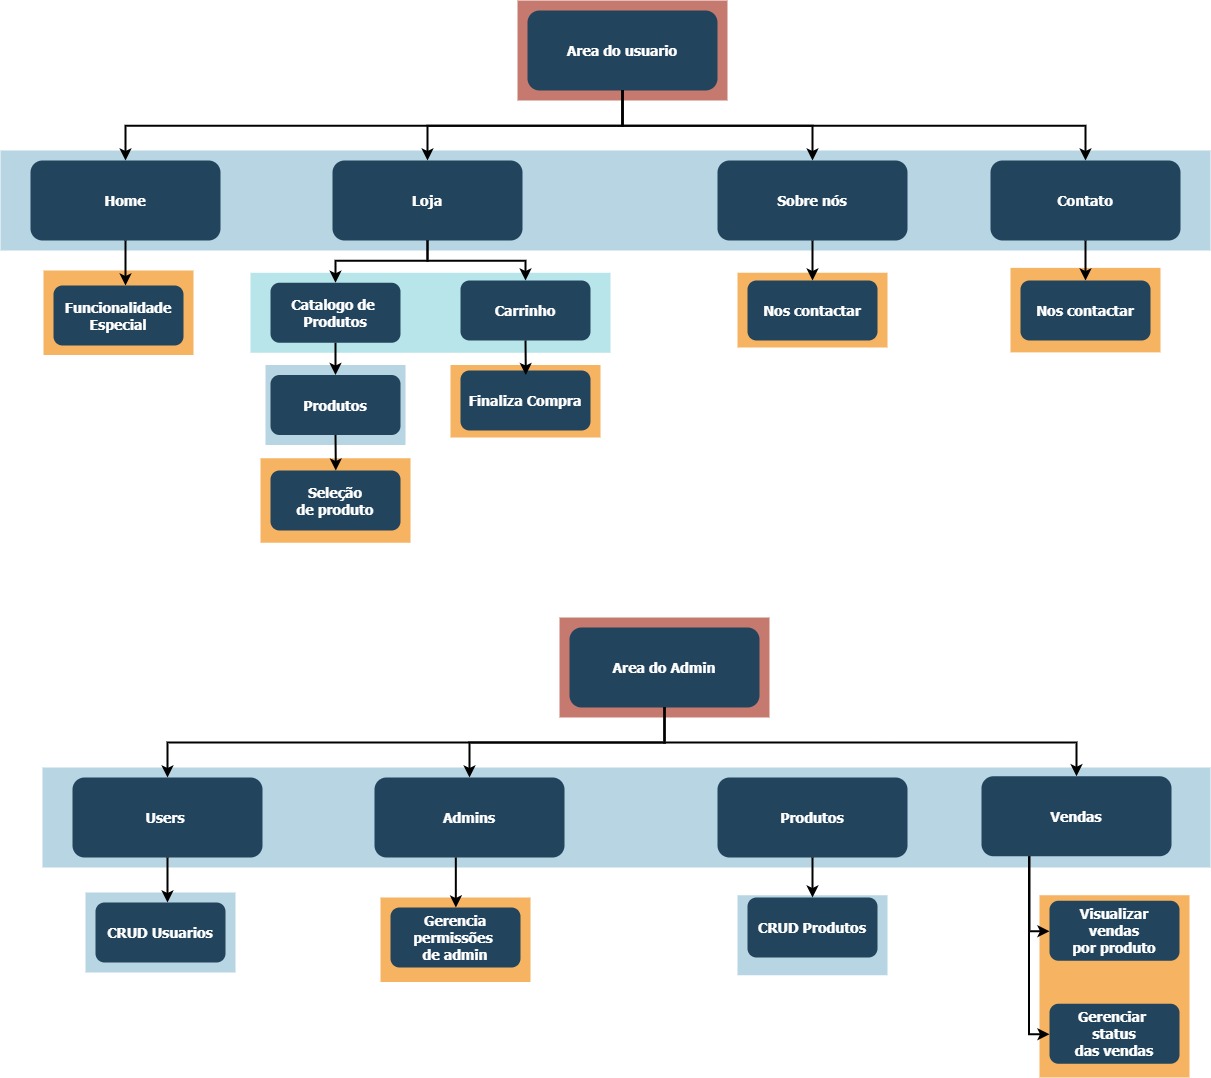 Area do usuario
Home
Loja
Sobre nós
Contato
Funcionalidade
Especial
Catalogo de
Produtos
Carrinho
Nos contactar
Nos contactar
Produtos
Finaliza Compra
Seleção
de produto
Area do Admin
Users
Admins
Produtos
Vendas
CRUD Usuarios
Gerencia
permissões
de admin
CRUD Produtos
Visualizar
vendas
por produto
Gerenciar
status
das vendas